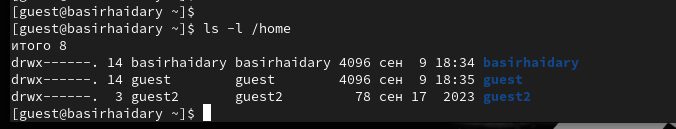 [guest@basirhaidary ~]$
[guest@basirhaidary ~]$ ls -l /home
итого 8
drwx------. 14 basirhaidary basirhaidary 4096 сен  9 18:34 basirhaidary
drwx------. 14 guest        guest        4096 сен  9 18:35 guest
drwx------.  3 guest2       guest2         78 сен 17  2023 guest2
[guest@basirhaidary ~]$